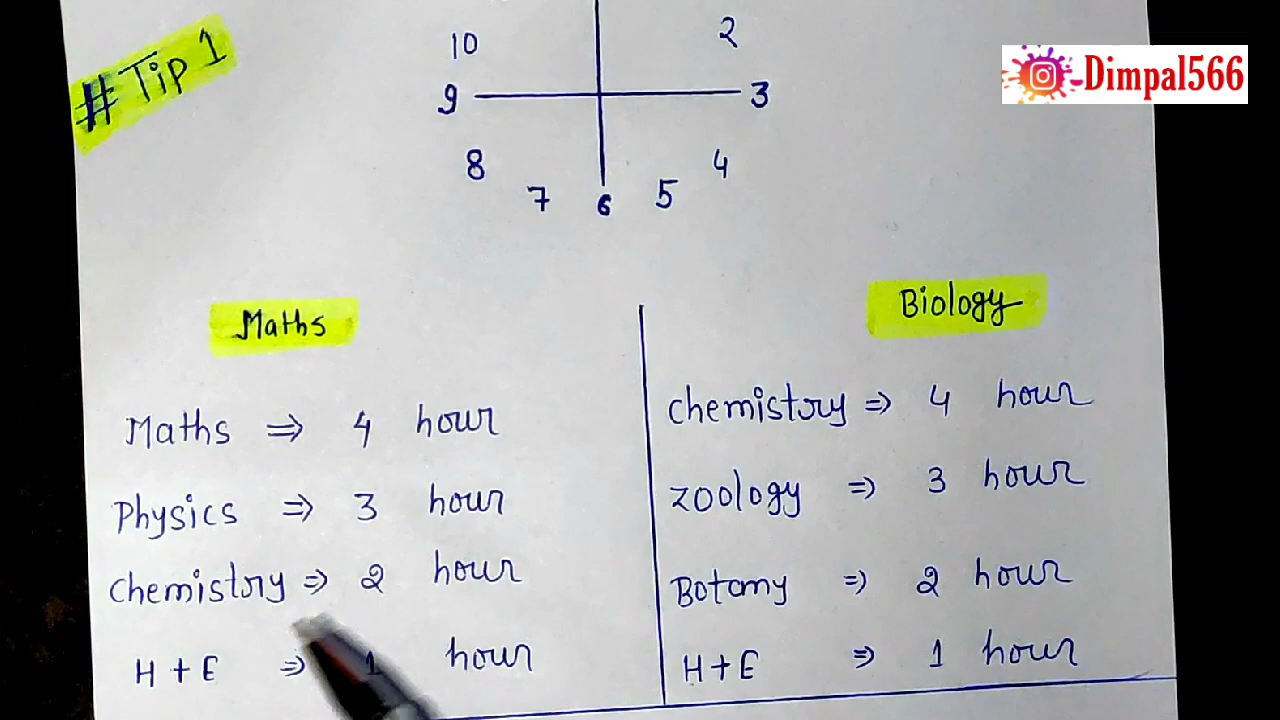 # Tip 1
10 2
9 3
8 4
7 6 5
-Dimpal566
Maths
Maths ⇒ 4 hour
Physics ⇒ 3 hour
Chemistry ⇒ 2 hour
H + E ⇒ 1 hour
Biology
Chemistry ⇒ 4 hour
Zoology ⇒ 3 hour
Botany ⇒ 2 hour
H + E ⇒ 1 hour